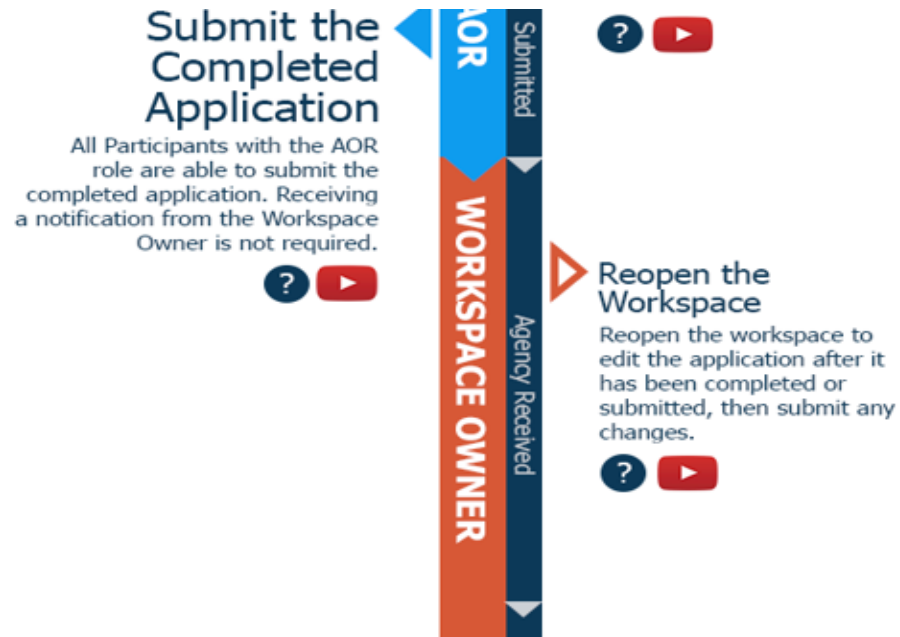 Submit the
Completed
Application
All Participants with the AOR
role are able to submit the
completed application. Receiving
a notification from the Workspace
Owner is not required.
?
AOR
Submitted
?
WORKSPACE OWNER
Agency Received
Reopen the
Workspace
Reopen the workspace to
edit the application after it
has been completed or
submitted, then submit any
changes.
?